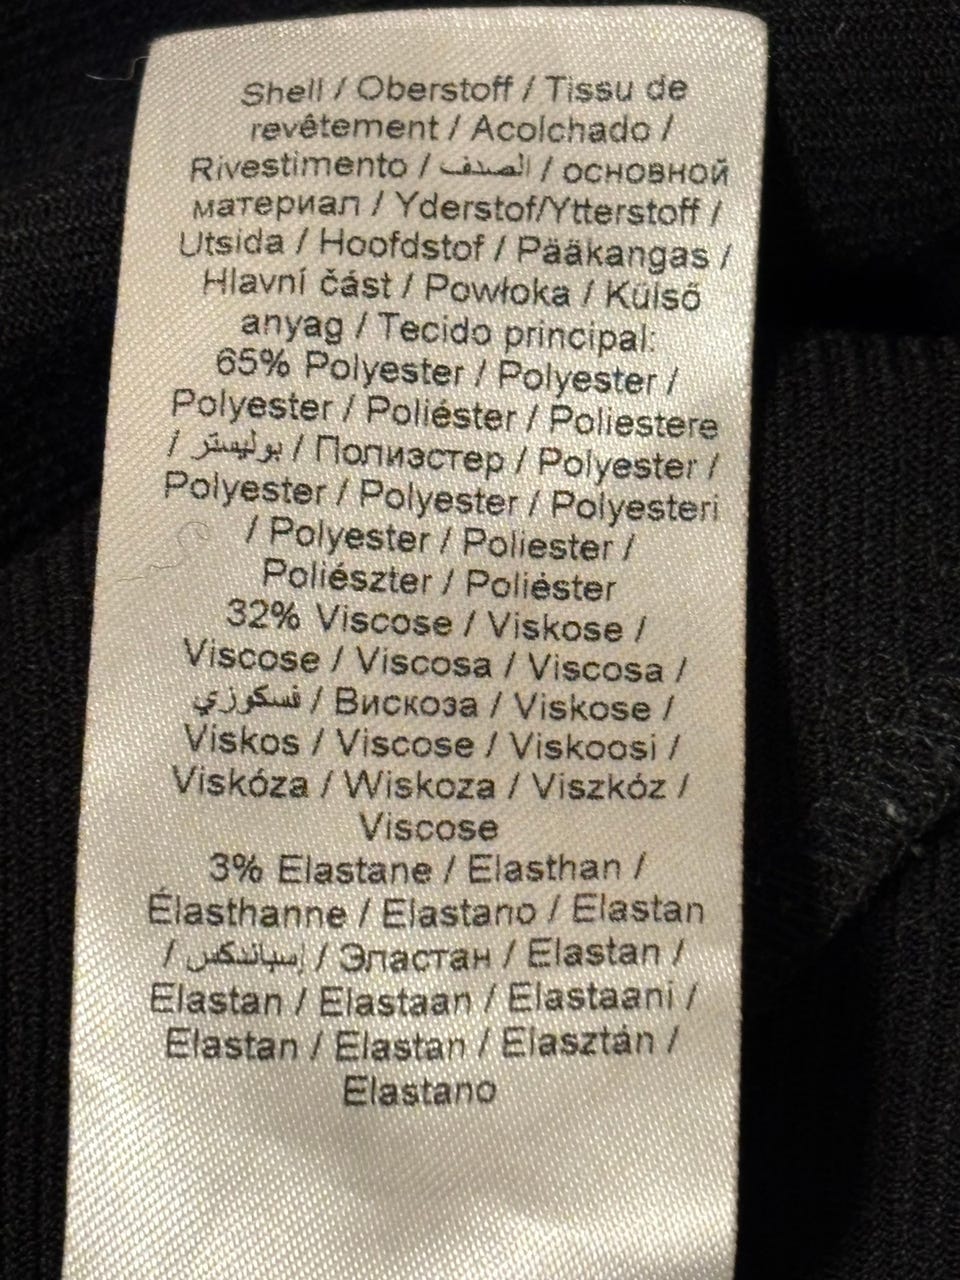 Shell / Oberstoff / Tissu de
revêtement / Acolchado /
Rivestimento / الصدف / основной
материал / Yderstof/Ytterstoff /
Utsida / Hoofdstof / Pääkangas /
Hlavní část / Powłoka / Külső
anyag / Tecido principal:
65% Polyester / Polyester /
Polyester / Poliéster / Poliestere
/ بوليستر / Полиэстер / Polyester /
Polyester / Polyester / Polyesteri
/ Polyester / Poliester /
Poliészter / Poliéster
32% Viscose / Viskose /
Viscose / Viscosa / Viscosa /
فسكوزي / Вискоза / Viskose /
Viskos / Viscose / Viskoosi /
Viskóza / Wiskoza / Viszkóz /
Viscose
3% Elastane / Elasthan /
Élasthanne / Elastano / Elastan
/ إسباندكس / Эластан / Elastan /
Elastan / Elastaan / Elastaani /
Elastan / Elastan / Elasztán /
Elastano